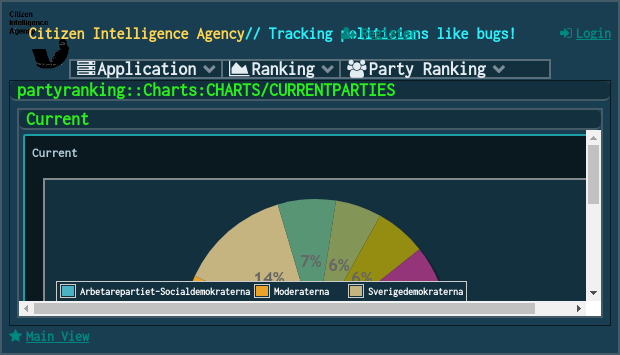 Citizen
Intelligence
Agency
Citizen Intelligence Agency// Tracking politicians like bugs!
Register
Login
Application
Ranking
Party Ranking
partyranking::Charts:CHARTS/CURRENTPARTIES
Current
Current
7%
6%
6%
14%
Arbetarepartiet-Socialdemokraterna
Moderaterna
Sverigedemokraterna
Main View